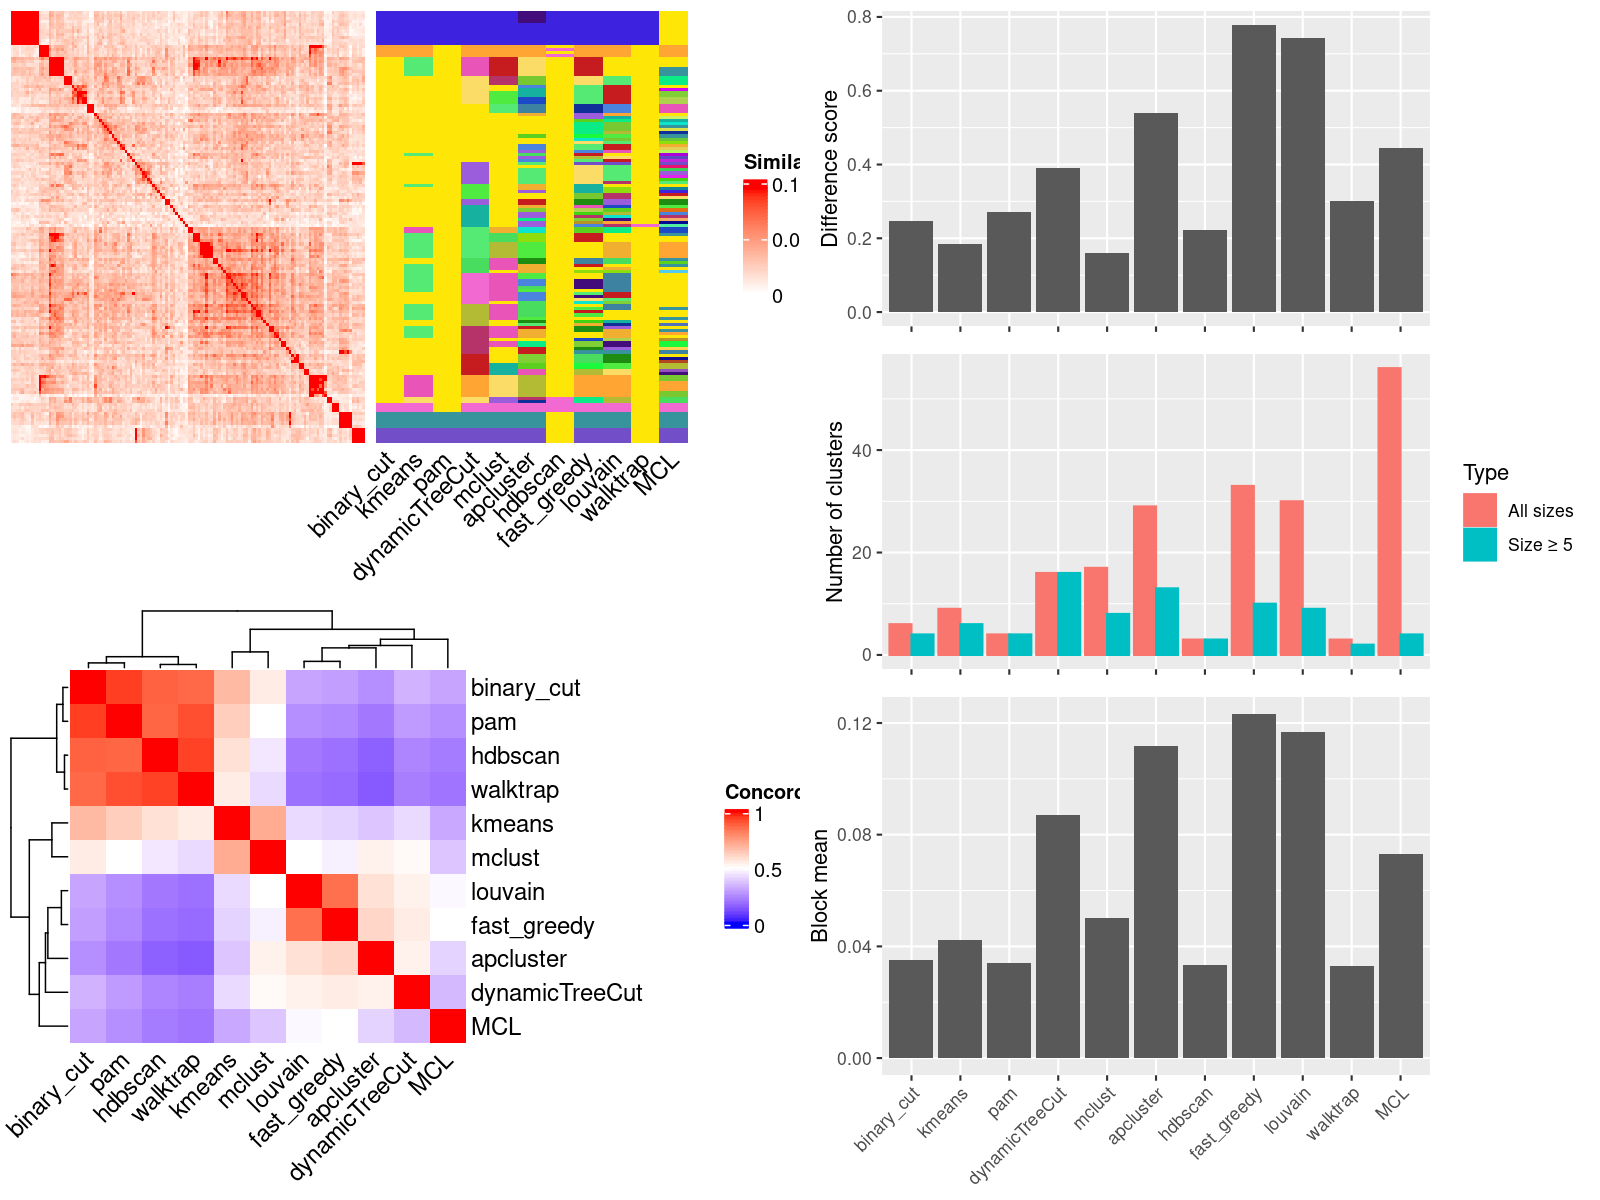 Simila
0.1
0.0
0
binary_cut
kmeans
pam
dynamicTreeCut
mclust
apcluster
hdbscan
fast_greedy
louvain
walktrap
MCL
binary_cut
pam
hdbscan
walktrap
kmeans
mclust
louvain
fast_greedy
apcluster
dynamicTreeCut
MCL
binary_cut
pam
hdbscan
walktrap
kmeans
mclust
louvain
fast_greedy
apcluster
dynamicTreeCut
MCL
Concord
1
0.5
0
Difference score
0.8
0.6
0.4
0.2
0.0
Number of clusters
40
20
0
Type
All sizes
Size ≥ 5
Block mean
0.12
0.08
0.04
0.00
binary_cut
kmeans
pam
dynamicTreeCut
mclust
apcluster
hdbscan
fast_greedy
louvain
walktrap
MCL